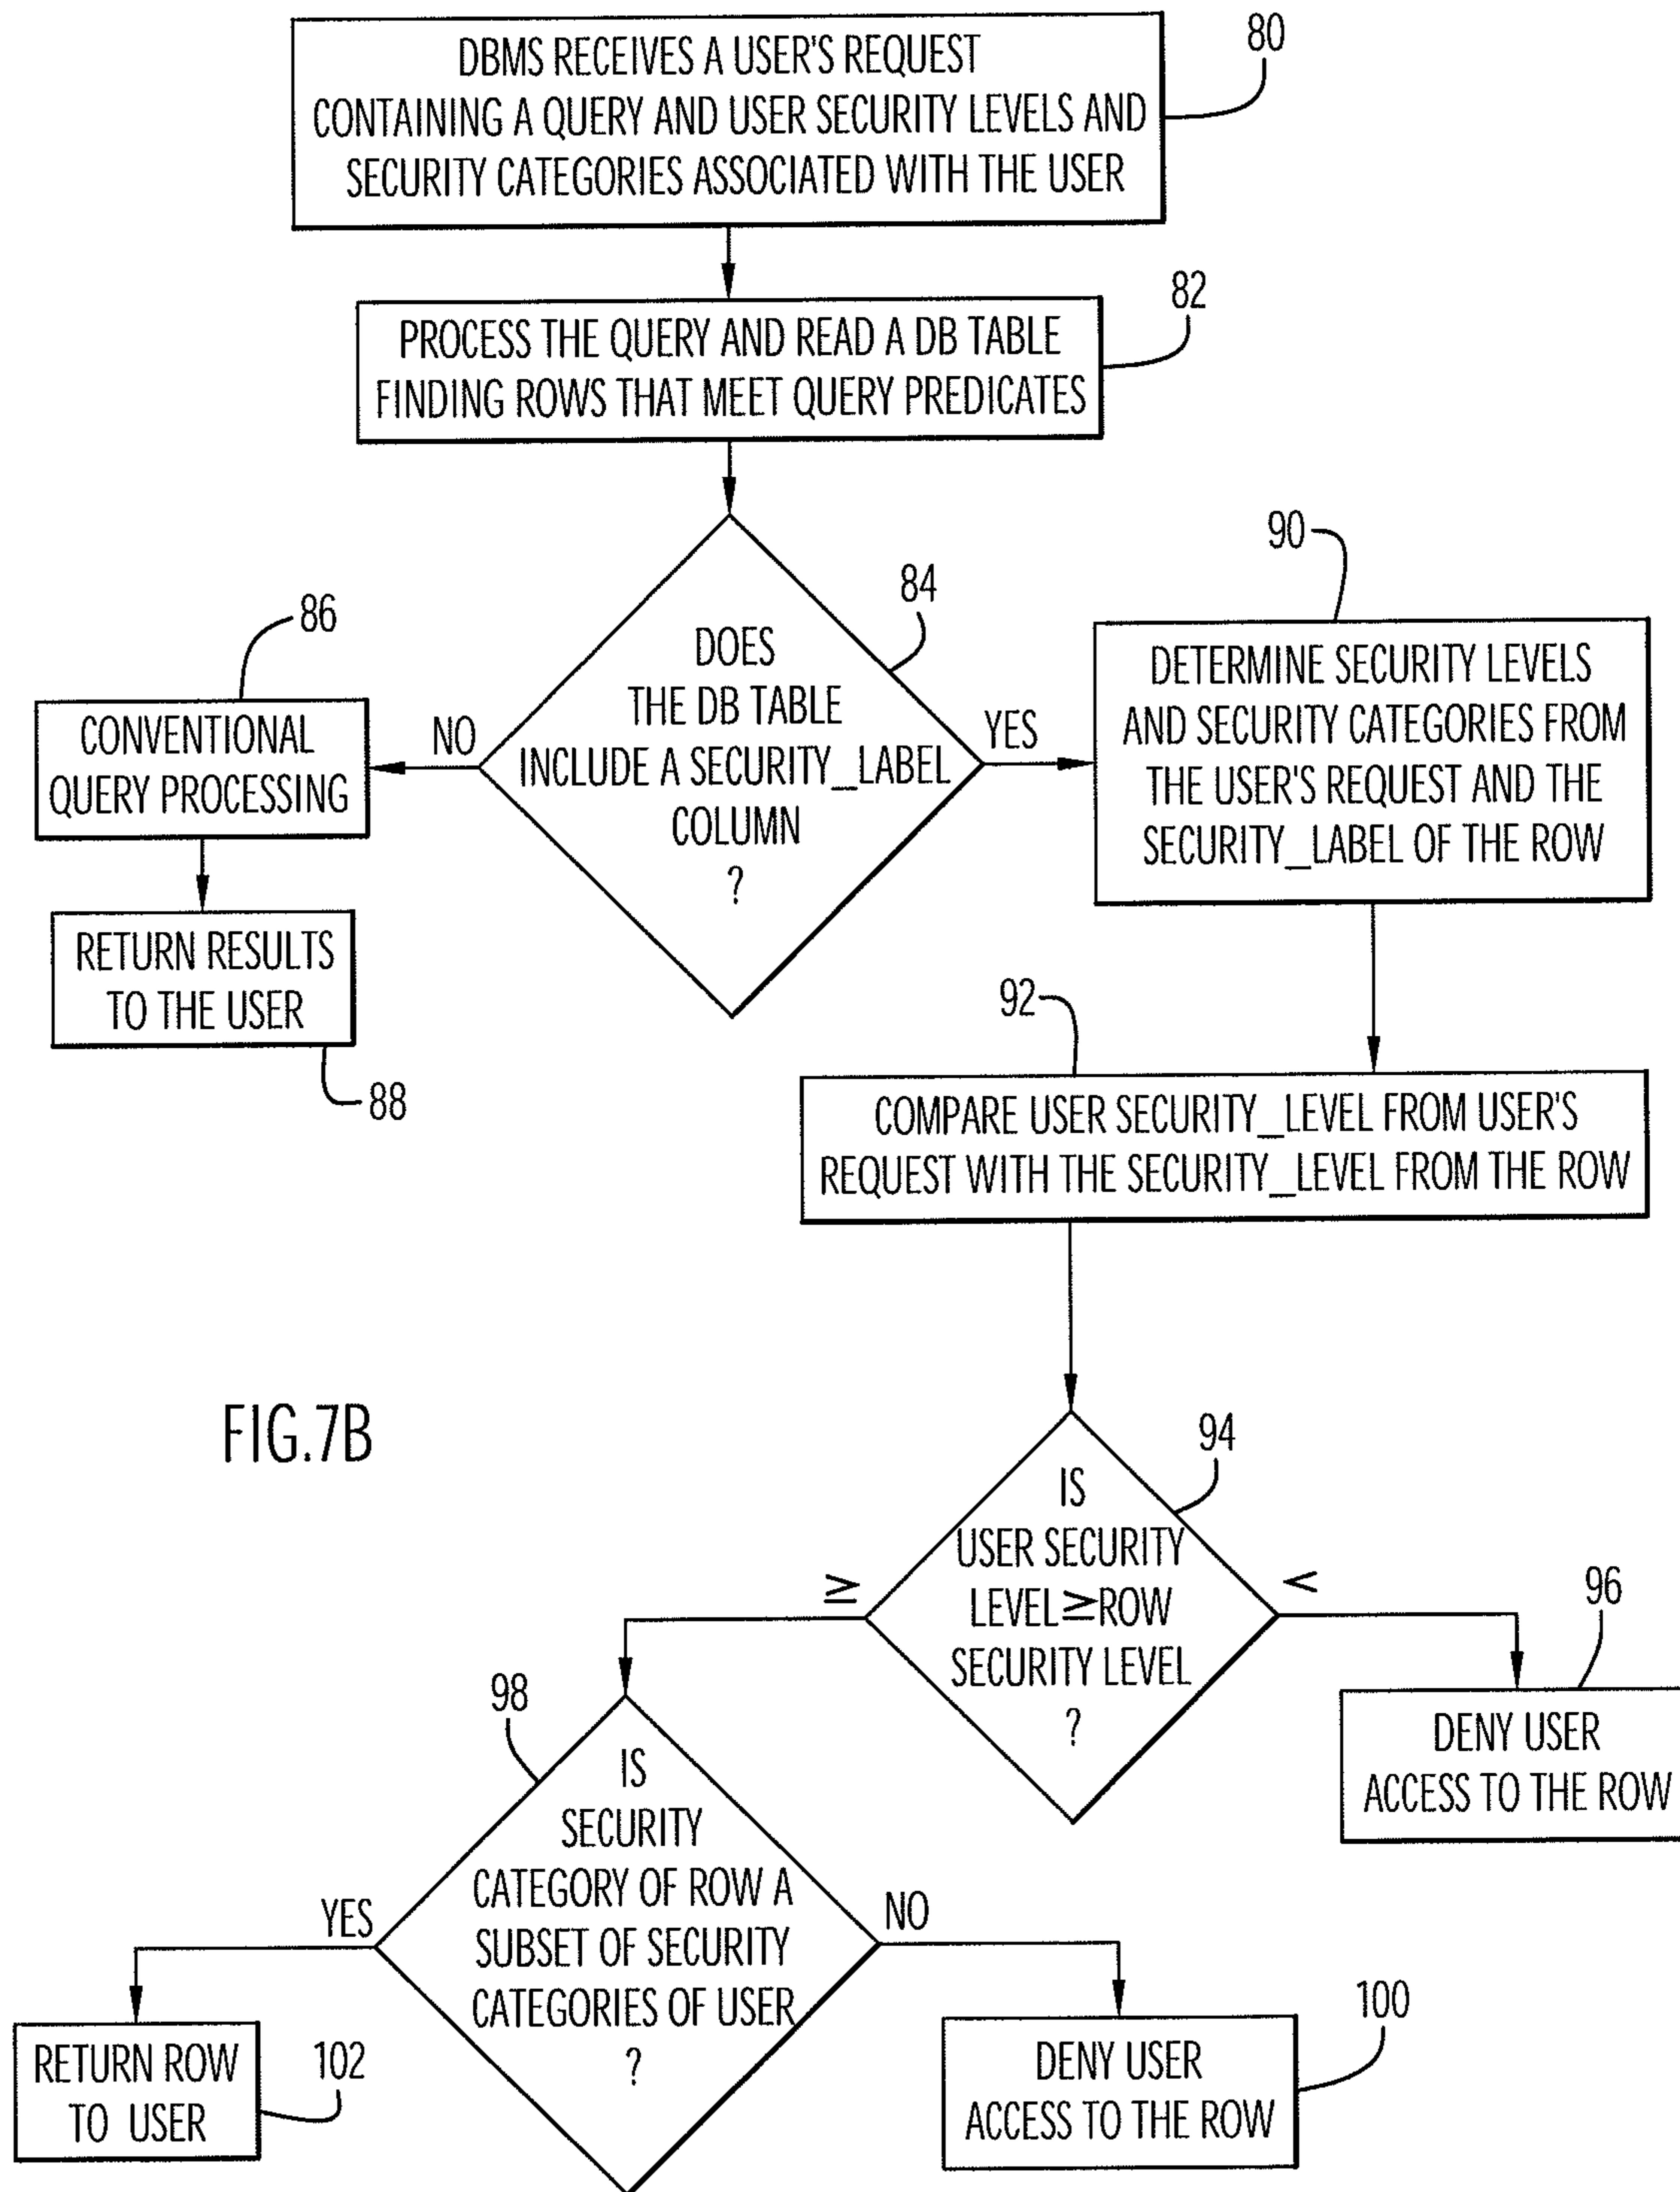 80
DBMS RECEIVES A USER'S REQUEST
CONTAINING A QUERY AND USER SECURITY LEVELS AND
SECURITY CATEGORIES ASSOCIATED WITH THE USER
82
PROCESS THE QUERY AND READ A DB TABLE
FINDING ROWS THAT MEET QUERY PREDICATES
84
DOES
THE DB TABLE
INCLUDE A SECURITY_LABEL
COLUMN
?
NO
YES
86
CONVENTIONAL
QUERY PROCESSING
RETURN RESULTS
TO THE USER
88
90
DETERMINE SECURITY LEVELS
AND SECURITY CATEGORIES FROM
THE USER'S REQUEST AND THE
SECURITY_LABEL OF THE ROW
92
COMPARE USER SECURITY_LEVEL FROM USER'S
REQUEST WITH THE SECURITY_LEVEL FROM THE ROW
FIG.7B
94
IS
USER SECURITY
LEVEL≥ROW
SECURITY LEVEL
?
≥
<
96
DENY USER
ACCESS TO THE ROW
98
IS
SECURITY
CATEGORY OF ROW A
SUBSET OF SECURITY
CATEGORIES OF USER
?
YES
NO
RETURN ROW
TO USER
102
DENY USER
ACCESS TO THE ROW
100